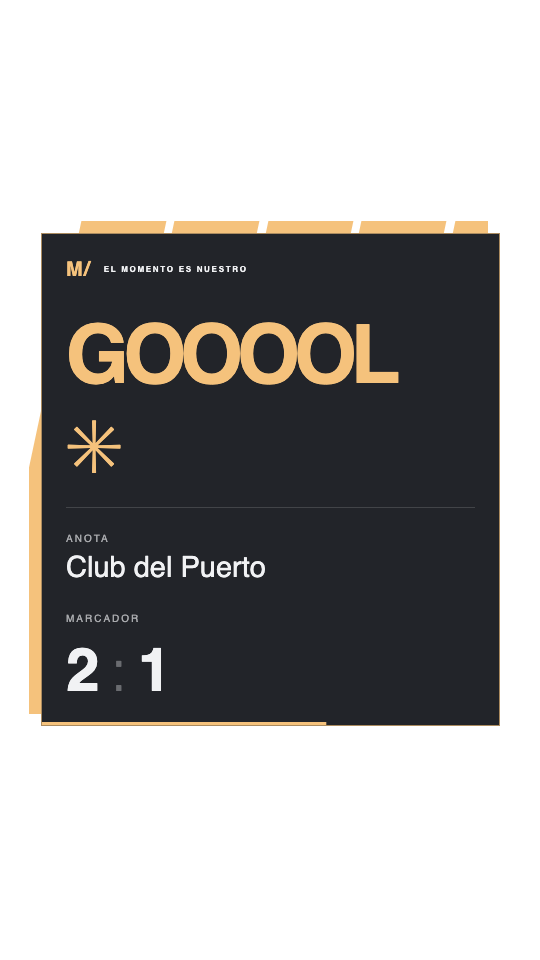 M/ EL MOMENTO ES NUESTRO
GOOOOL
ANOTA
Club del Puerto
MARCADOR
2 : 1